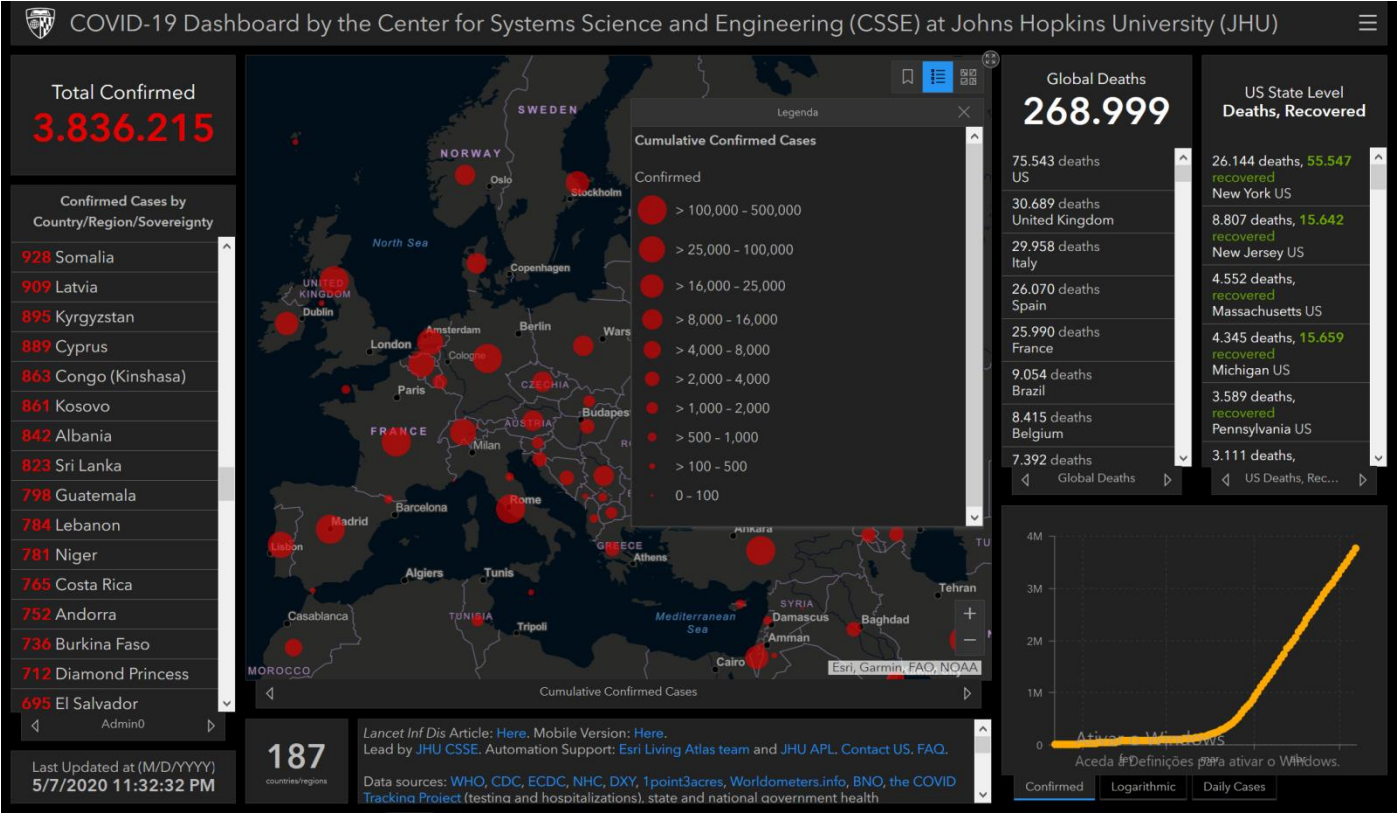 COVID-19 Dashboard by the Center for Systems Science and Engineering (CSSE) at Johns Hopkins University (JHU)
Total Confirmed
3.836.215
Confirmed Cases by
Country/Region/Sovereignty
928 Somalia
909 Latvia
895 Kyrgyzstan
889 Cyprus
863 Congo (Kinshasa)
861 Kosovo
842 Albania
823 Sri Lanka
798 Guatemala
784 Lebanon
781 Niger
765 Costa Rica
752 Andorra
736 Burkina Faso
712 Diamond Princess
695 El Salvador
Admin0
Last Updated at (M/D/YYYY)
5/7/2020 11:32:32 PM
SWEDEN
NORWAY
Oslo
Stockholm
North Sea
Copenhagen
UNITED
KINGDOM
Dublin
Amsterdam
Berlin
Wars
London
Cologne
Paris
CZECHIA
Budapes
FRANCE
AUSTRIA
Milan
Barcelona
Rome
Madrid
Lisbon
GREECE
Athens
Ankara
TU
Algiers
Tunis
Tehran
Casablanca
TUNISIA
Tripoli
Mediterranean
Sea
SYRIA
Damascus
Baghdad
Amman
Cairo
MOROCCO
Esri, Garmin, FAO, NOAA
Legenda
Cumulative Confirmed Cases
Confirmed
> 100,000 – 500,000
> 25,000 – 100,000
> 16,000 – 25,000
> 8,000 – 16,000
> 4,000 – 8,000
> 2,000 – 4,000
> 1,000 – 2,000
> 500 – 1,000
> 100 – 500
0 – 100
Cumulative Confirmed Cases
187
countries/regions
Lancet Inf Dis Article: Here. Mobile Version: Here.
Lead by JHU CSSE. Automation Support: Esri Living Atlas team and JHU APL. Contact US. FAQ.
Data sources: WHO, CDC, ECDC, NHC, DXY, 1point3acres, Worldometers.info, BNO, the COVID
Tracking Project (testing and hospitalizations), state and national government health
Global Deaths
268.999
75.543 deaths
US
30.689 deaths
United Kingdom
29.958 deaths
Italy
26.070 deaths
Spain
25.990 deaths
France
9.054 deaths
Brazil
8.415 deaths
Belgium
7.392 deaths
Global Deaths
US State Level
Deaths, Recovered
26.144 deaths, 55.547
recovered
New York US
8.807 deaths, 15.642
recovered
New Jersey US
4.552 deaths,
recovered
Massachusetts US
4.345 deaths, 15.659
recovered
Michigan US
3.589 deaths,
recovered
Pennsylvania US
3.111 deaths,
US Deaths, Rec...
4M
3M
2M
1M
0
fev
mar
abr
Ativar o Windows
Aceda a Definições para ativar o Windows.
Confirmed
Logarithmic
Daily Cases